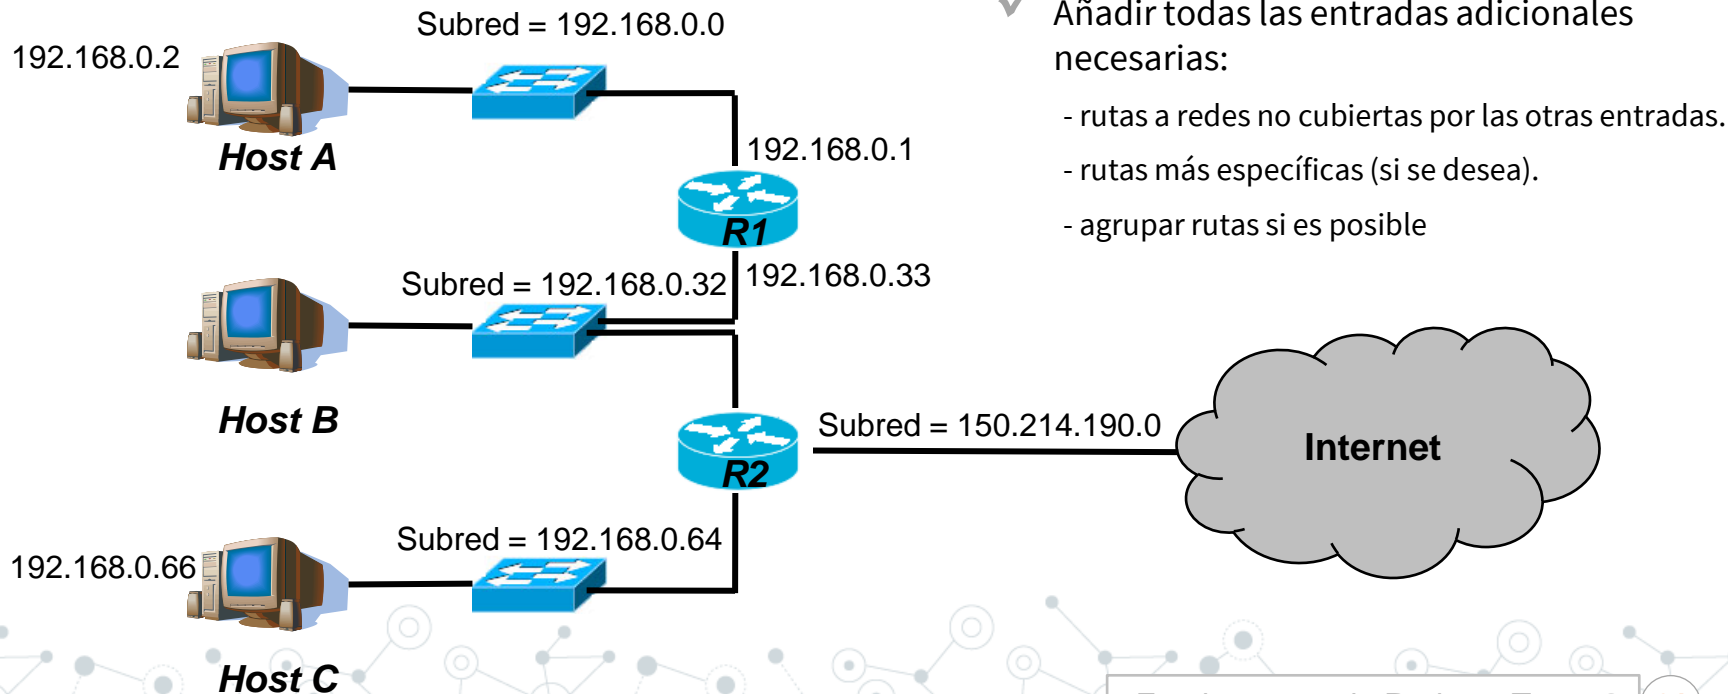 Subred = 192.168.0.0
192.168.0.2
Host A
192.168.0.1
R1
Subred = 192.168.0.32
192.168.0.33
Host B
Subred = 150.214.190.0
Internet
R2
Subred = 192.168.0.64
192.168.0.66
Host C
Añadir todas las entradas adicionales
necesarias:
- rutas a redes no cubiertas por las otras entradas.
- rutas más específicas (si se desea).
- agrupar rutas si es posible